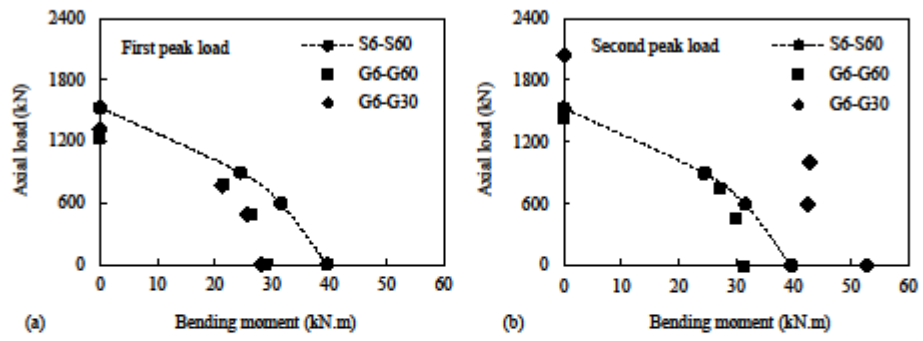 2400
First peak load
S6-S60
1800
G6-G60
G6-G30
1200
600
0
Axial load (kN)
0 10 20 30 40 50 60
(a) Bending moment (kN.m)
2400
Second peak load
S6-S60
1800
G6-G60
G6-G30
1200
600
0
Axial load (kN)
0 10 20 30 40 50 60
(b) Bending moment (kN.m)